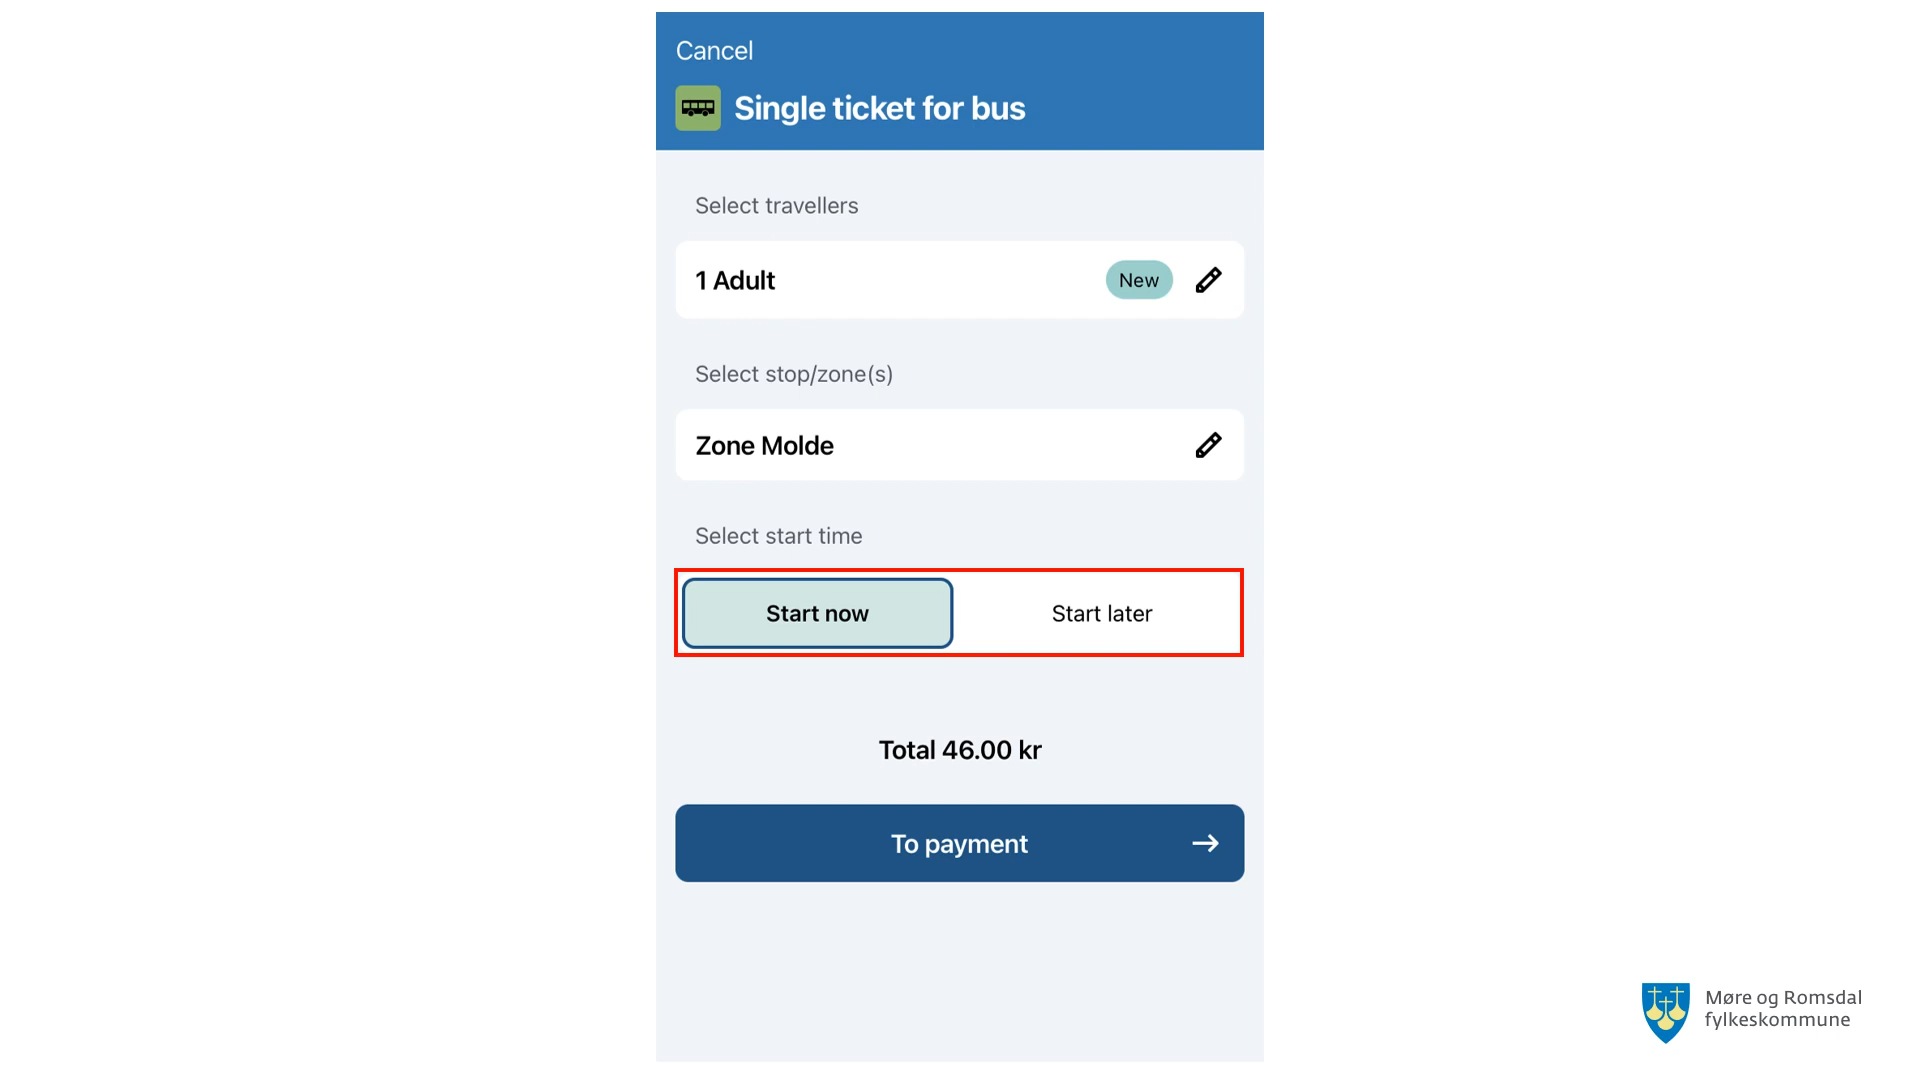 Cancel
Single ticket for bus
Select travellers
1 Adult
New
Select stop/zone(s)
Zone Molde
Select start time
Start now
Start later
Total 46.00 kr
To payment
Møre og Romsdal
fylkeskommune